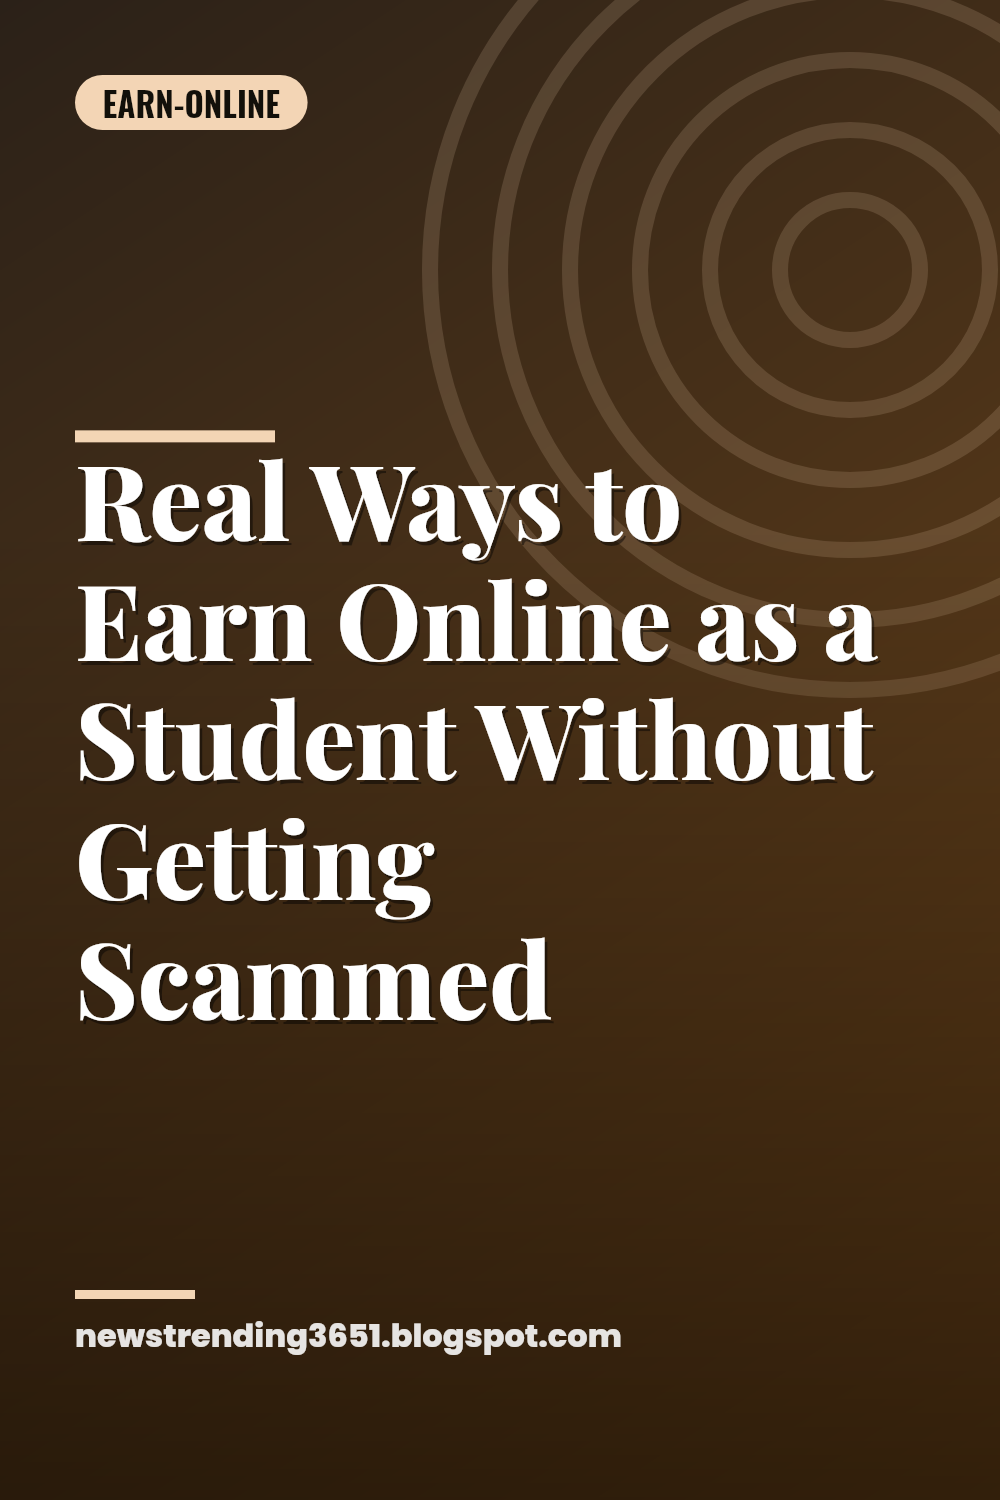 EARN-ONLINE
Real Ways to
Earn Online as a
Student Without
Getting
Scammed
newstrending3651.blogspot.com